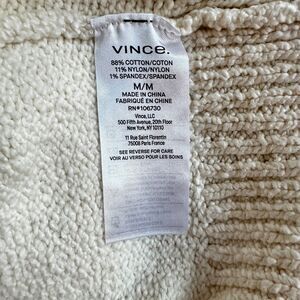 VINCE.
88% COTTON/COTON
11% NYLON/NYLON
1% SPANDEX/SPANDEX
M/M
MADE IN CHINA
FABRIQUÉ EN CHINE
RN#106730
Vince, LLC
500 Fifth Avenue, 20th Floor
New York, NY 10110
11 Rue Saint Florentin
75008 Paris France
SEE REVERSE FOR CARE
VOIR AU VERSO POUR LES SOINS